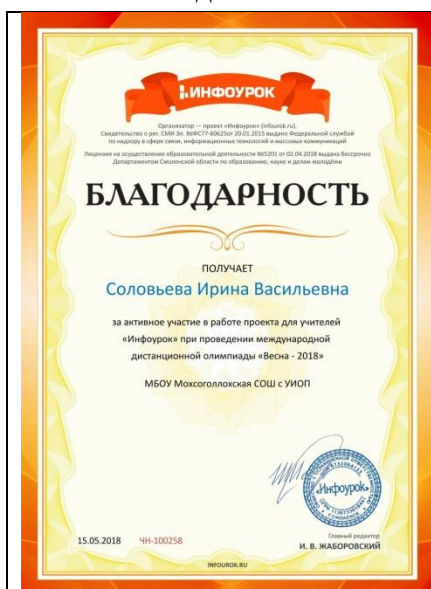 ИНФОУРОК
Организатор — проект «Инфоурок» (infourok.ru).
Свидетельство о рег. СМИ Эл. №ФС77-60625от 20.01.2015 выдано Федеральной службой
по надзору в сфере связи, информационных технологий и массовых коммуникаций
Лицензия на осуществление образовательной деятельности №5201 от 02.04.2018 выдана бессрочно
Департаментом Смоленской области по образованию, науке и делам молодёжи
БЛАГОДАРНОСТЬ
ПОЛУЧАЕТ
Соловьева Ирина Васильевна
за активное участие в работе проекта для учителей
«Инфоурок» при проведении международной
дистанционной олимпиады «Весна - 2018»
МБОУ Мохсоголлохская СОШ с УИОП
«Инфоурок»
15.05.2018 ЧН-100258
Главный редактор
И. В. ЖАБОРОВСКИЙ
INFOUROK.RU